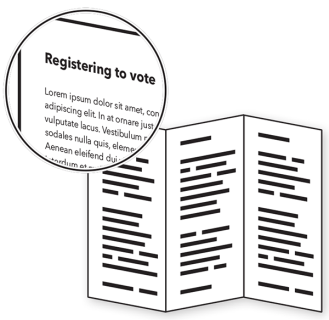 Registering to vote
Lorem ipsum dolor sit amet, con
adipiscing elit. In at ornare just
vulputate lacus. Vestibulum
sodales nulla quis,
Aenean eleifend dui